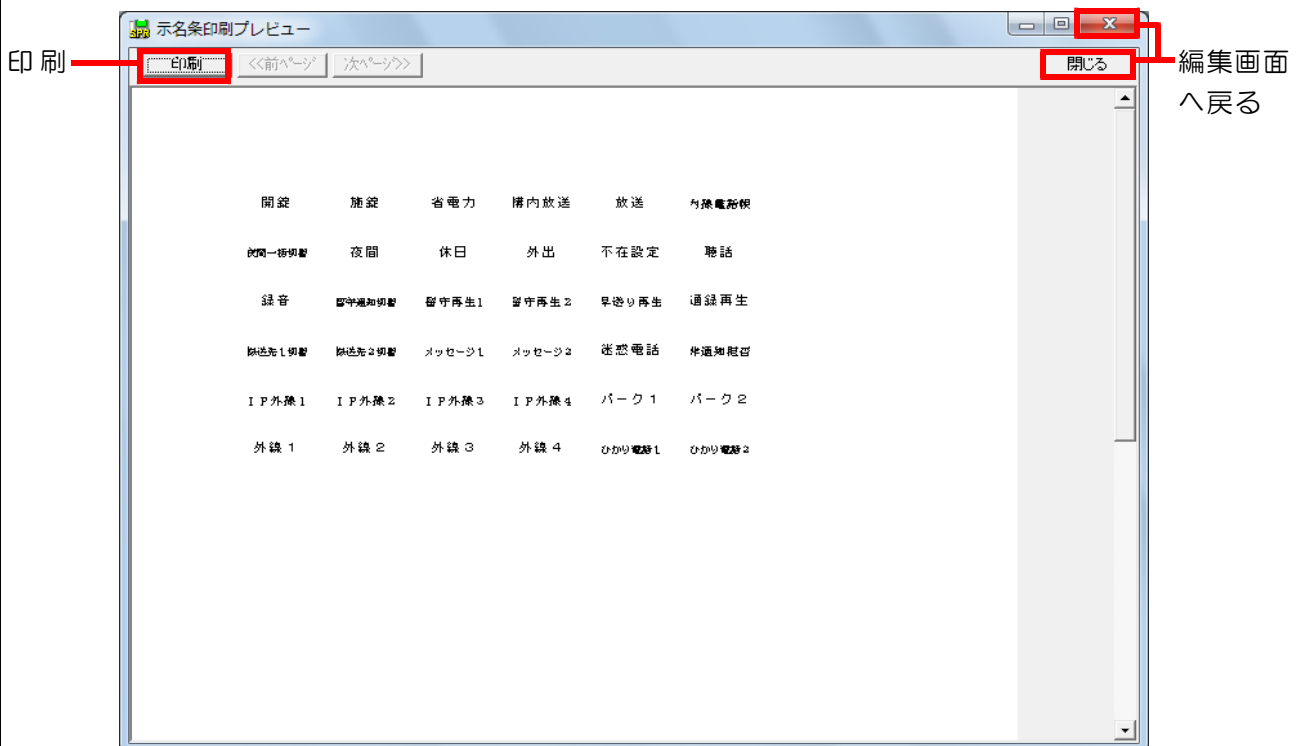 示名条印刷プレビュー
印刷
印刷 <<前ページ 次ページ>> 閉じる
編集画面
へ戻る
開錠 施錠 省電力 構内放送 放送 外線電話帳
夜間一括切替 夜間 休日 外出 不在設定 聴話
録音 留守通知切替 留守再生1 留守再生2 早送り再生 通録再生
転送先1切替 転送先2切替 メッセージ1 メッセージ2 迷惑電話 非通知拒否
IP外線1 IP外線2 IP外線3 IP外線4 パーク1 パーク2
外線1 外線2 外線3 外線4 ひかり電話1 ひかり電話2